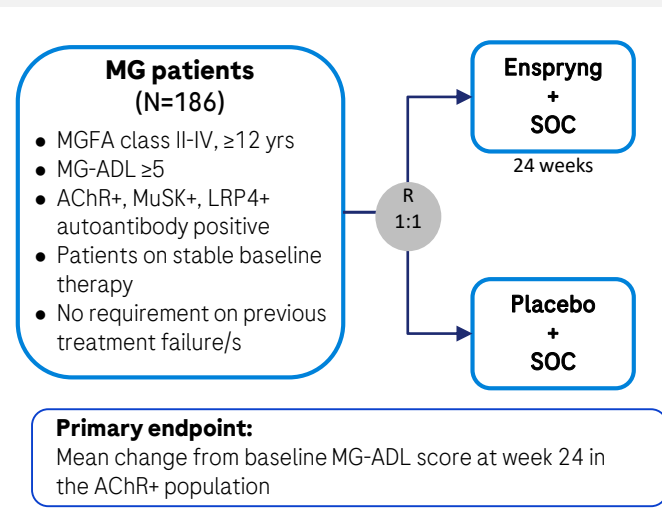 MG patients
(N=186)
● MGFA class II-IV, ≥12 yrs
● MG-ADL ≥5
● AChR+, MuSK+, LRP4+
autoantibody positive
● Patients on stable baseline
therapy
● No requirement on previous
treatment failure/s
R
1:1
Enspryng
+
SOC
24 weeks
Placebo
+
SOC
Primary endpoint:
Mean change from baseline MG-ADL score at week 24 in
the AChR+ population